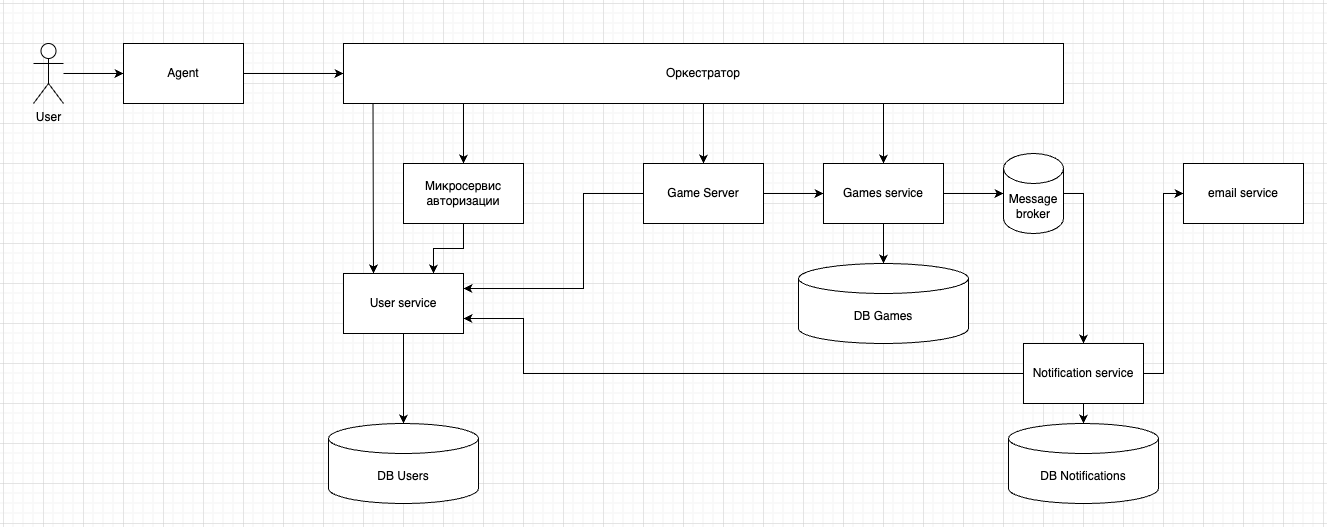 User
Agent
Оркестратор
Микросервис
авторизации
Game Server
Games service
Message
broker
email service
User service
DB Games
Notification service
DB Users
DB Notifications